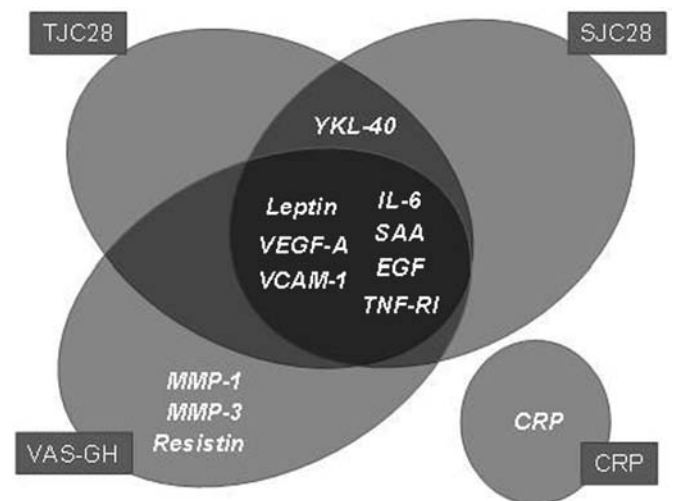 TJC28
SJC28
YKL-40
Leptin
VEGF-A
VCAM-1
IL-6
SAA
EGF
TNF-RI
MMP-1
MMP-3
Resistin
VAS-GH
CRP
CRP